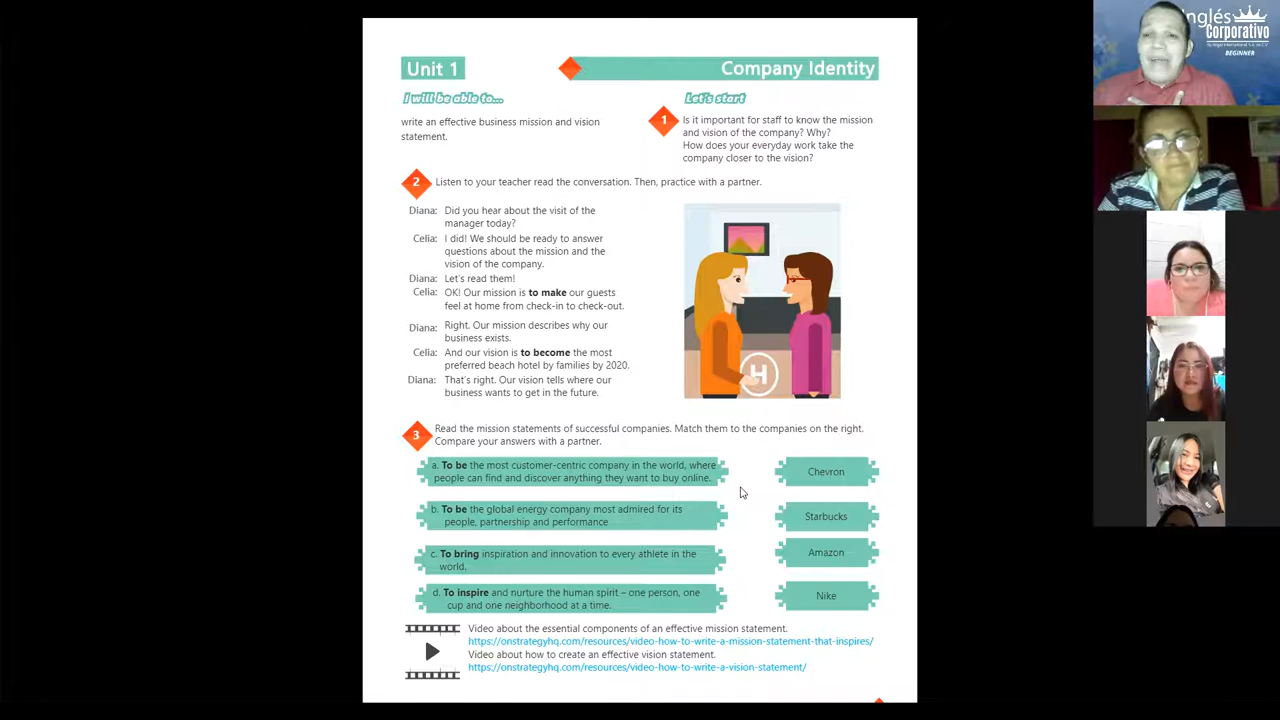 Unit 1
Company Identity
I will be able to...
write an effective business mission and vision
statement.
Let's start
1
Is it important for staff to know the mission
and vision of the company? Why?
How does your everyday work take the
company closer to the vision?
2
Listen to your teacher read the conversation. Then, practice with a partner.
Diana: Did you hear about the visit of the
manager today?
Celia: I did! We should be ready to answer
questions about the mission and the
vision of the company.
Diana: Let's read them!
Celia: OK! Our mission is to make our guests
feel at home from check-in to check-out.
Diana: Right. Our mission describes why our
business exists.
Celia: And our vision is to become the most
preferred beach hotel by families by 2020.
Diana: That's right. Our vision tells where our
business wants to get in the future.
H
3
Read the mission statements of successful companies. Match them to the companies on the right.
Compare your answers with a partner.
a. To be the most customer-centric company in the world, where
people can find and discover anything they want to buy online.
Chevron
b. To be the global energy company most admired for its
people, partnership and performance
Starbucks
c. To bring inspiration and innovation to every athlete in the
world.
Amazon
d. To inspire and nurture the human spirit – one person, one
cup and one neighborhood at a time.
Nike
Video about the essential components of an effective mission statement.
https://onstrategyhq.com/resources/video-how-to-write-a-mission-statement-that-inspires/
Video about how to create an effective vision statement.
https://onstrategyhq.com/resources/video-how-to-write-a-vision-statement/
Inglés
Corporativo
BEGINNER